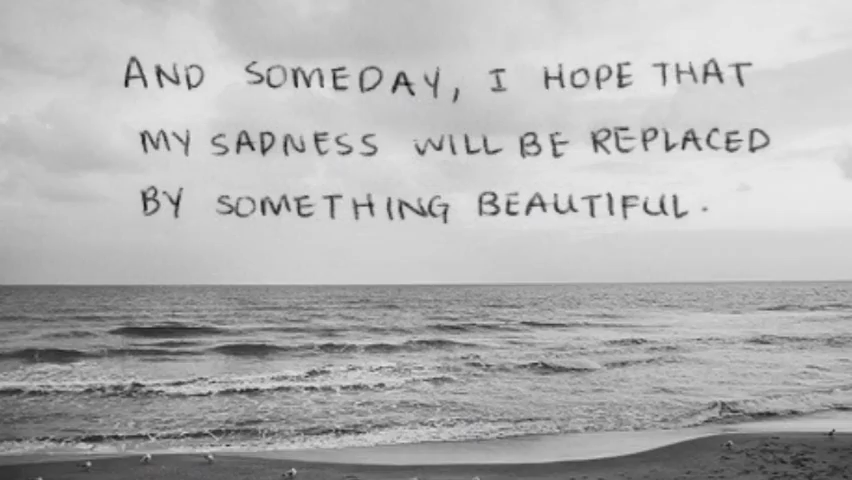 AND SOMEDAY, I HOPE THAT
MY SADNESS WILL BE REPLACED
BY SOMETHING BEAUTIFUL.